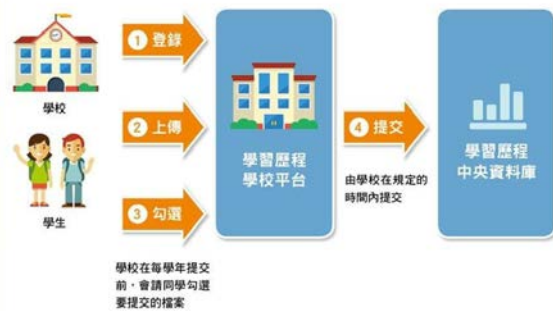 學校
學生
1 登錄
2 上傳
3 勾選
學校在每學年提交
前，會請同學勾選
要提交的檔案
學習歷程
學校平台
4 提交
由學校在規定的
時間內提交
學習歷程
中央資料庫